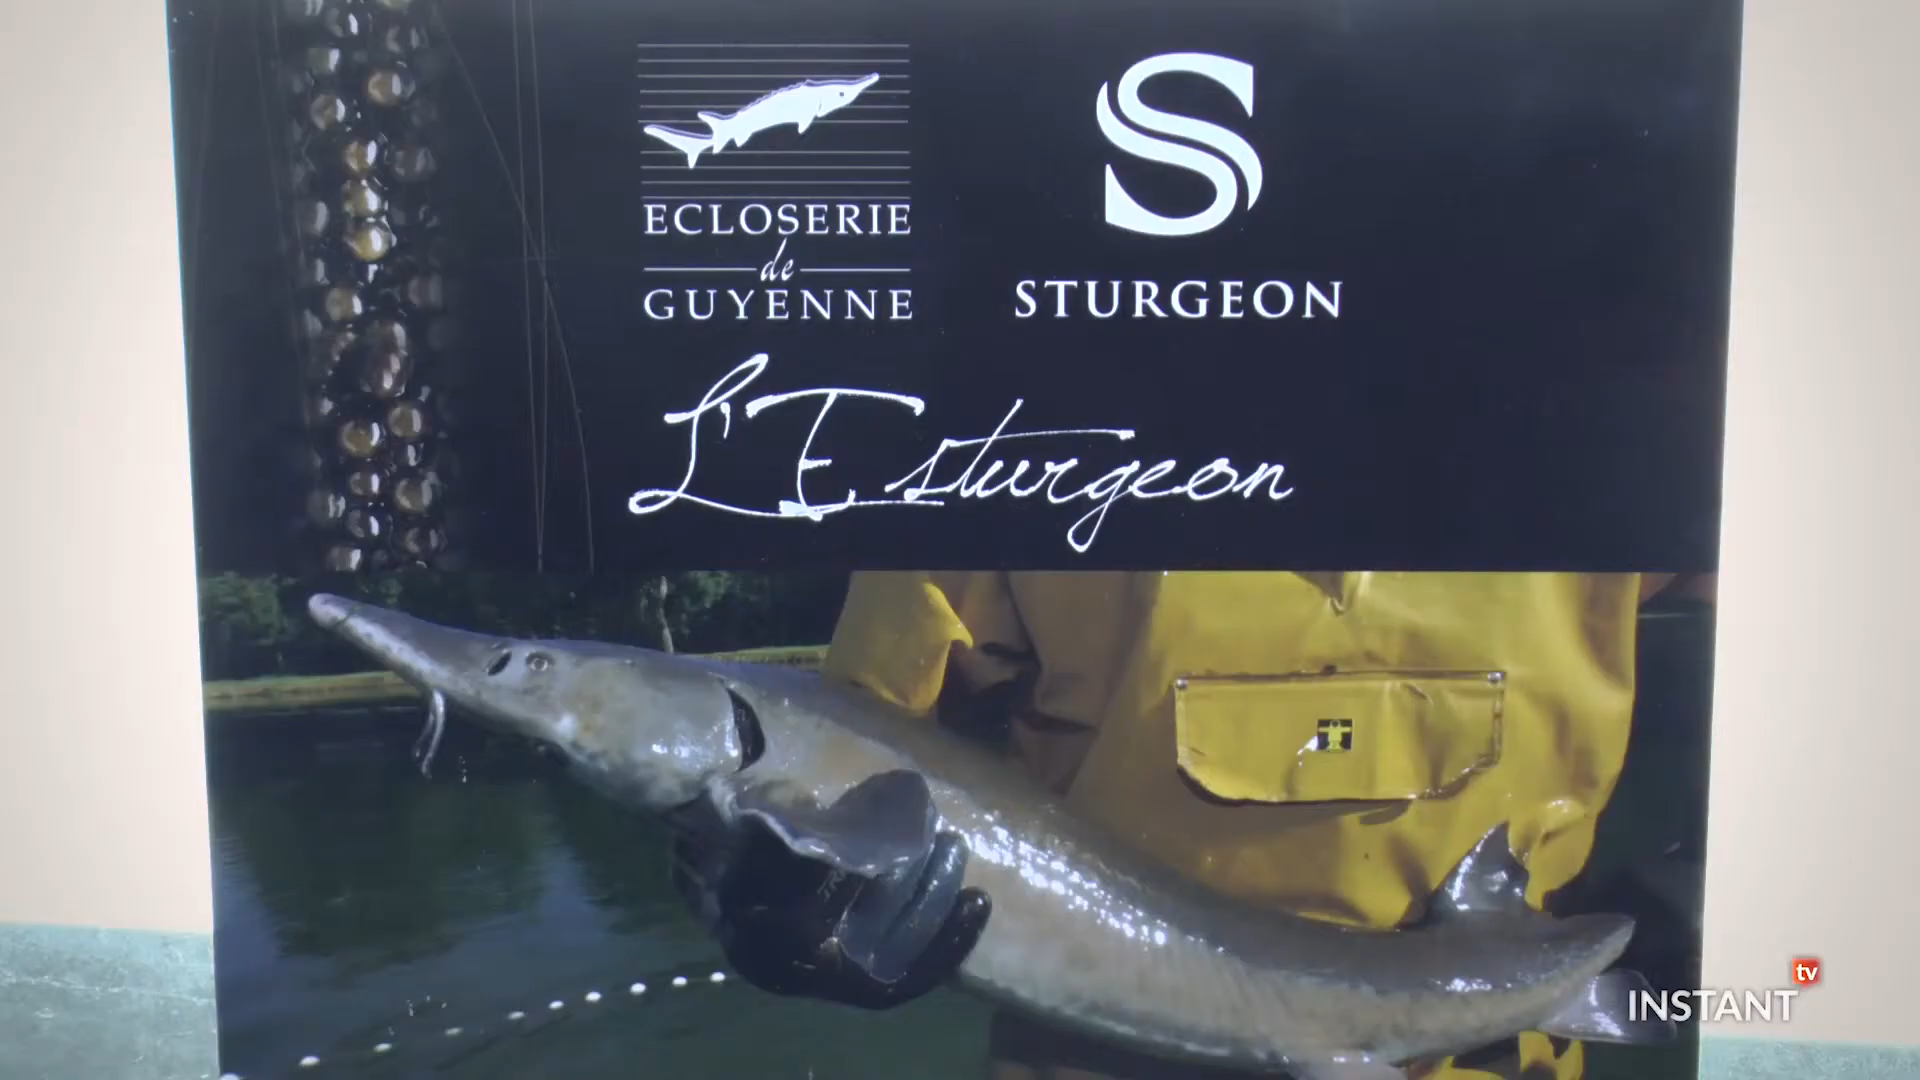 ECLOSERIE
de
GUYENNE
S
STURGEON
L'Esturgeon
tv
INSTANT